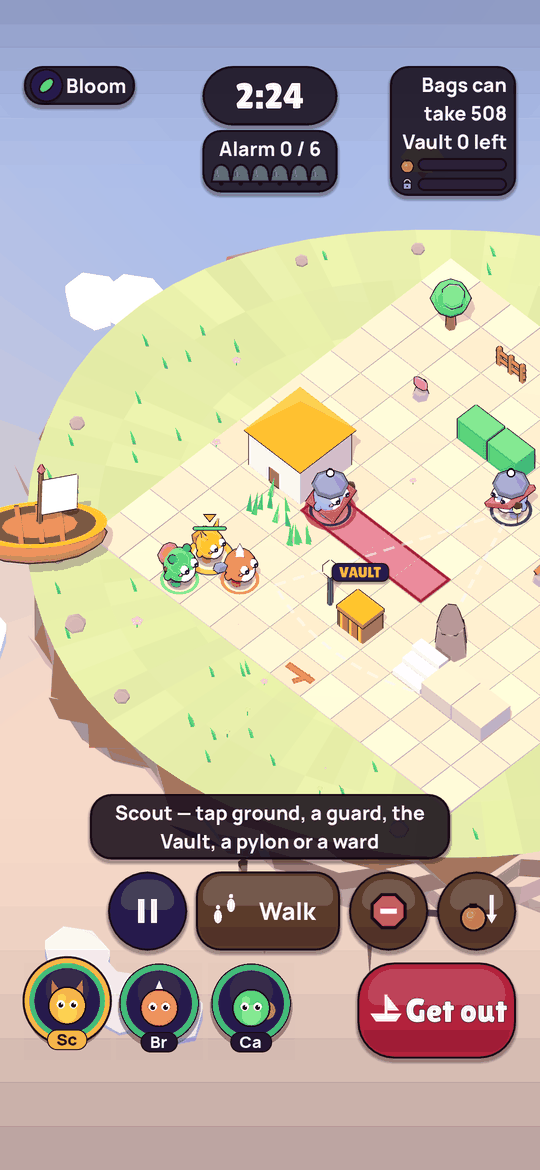 Bloom
2:24
Alarm 0 / 6
Bags can
take 508
Vault 0 left
VAULT
Scout – tap ground, a guard, the
Vault, a pylon or a ward
Walk
Sc
Br
Ca
Get out